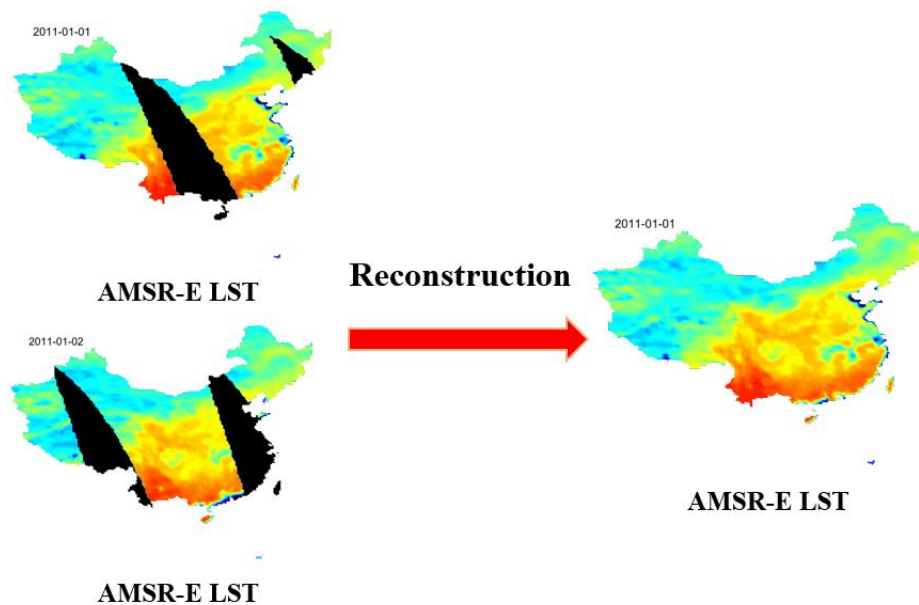 2011-01-01
AMSR-E LST
Reconstruction
2011-01-01
2011-01-02
AMSR-E LST
AMSR-E LST